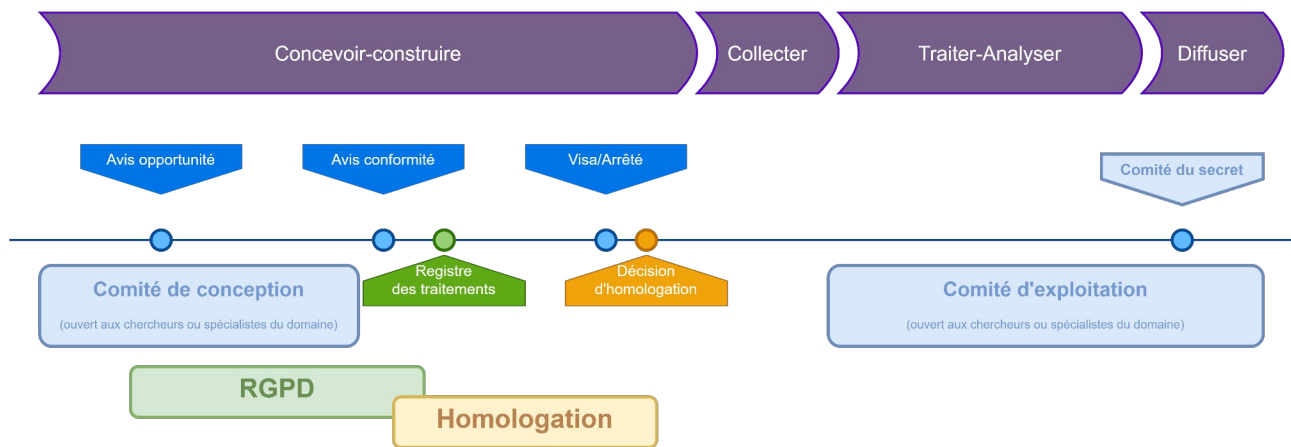 Concevoir-construire
Collecter
Traiter-Analyser
Diffuser
Avis opportunité
Avis conformité
Visa/Arrêté
Comité du secret
Comité de conception
(ouvert aux chercheurs ou spécialistes du domaine)
Registre
des traitements
Décision
d'homologation
Comité d'exploitation
(ouvert aux chercheurs ou spécialistes du domaine)
RGPD
Homologation